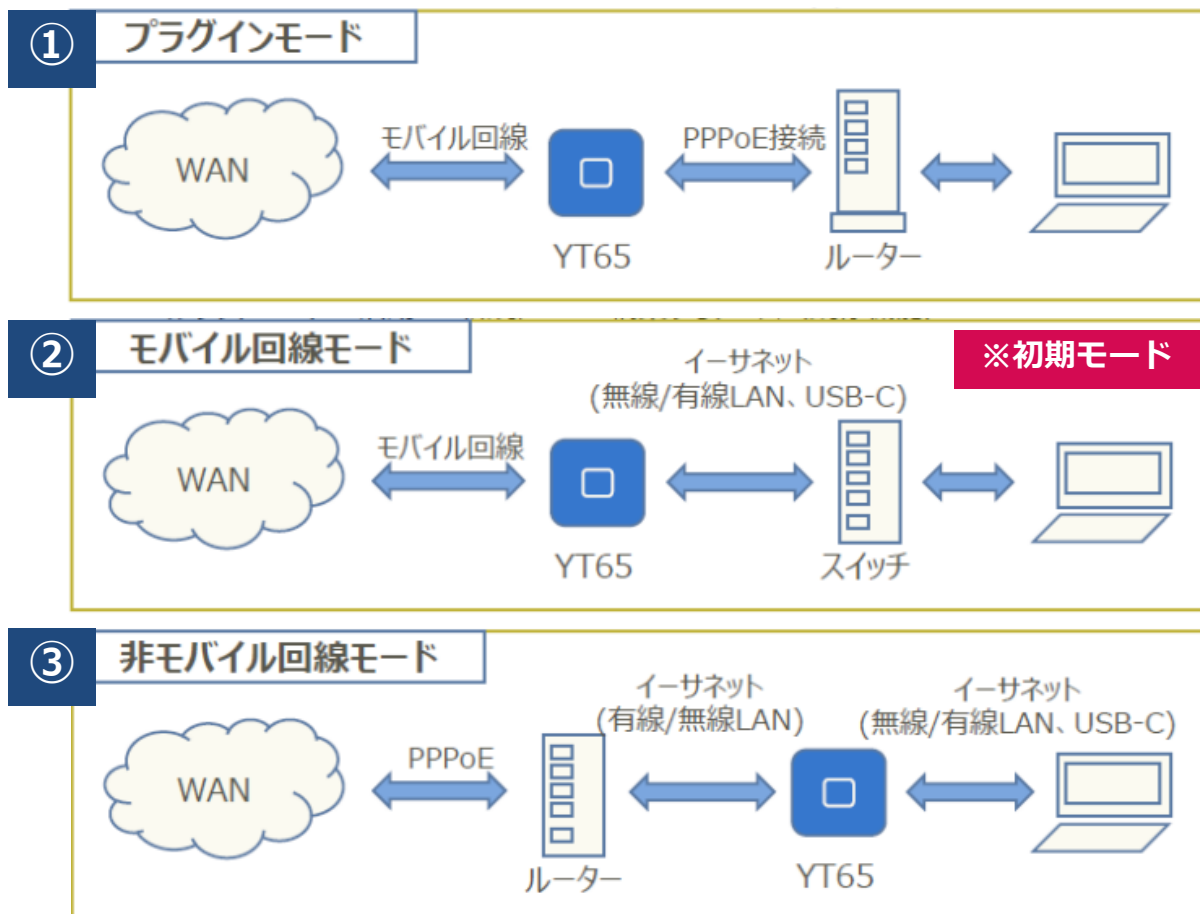 ①
プラグインモード
WAN
モバイル回線
YT65
PPPoE接続
ルーター
②
モバイル回線モード
※初期モード
WAN
モバイル回線
YT65
イーサネット
(無線/有線LAN、USB-C)
スイッチ
③
非モバイル回線モード
WAN
PPPoE
ルーター
イーサネット
(有線/無線LAN)
YT65
イーサネット
(無線/有線LAN、USB-C)